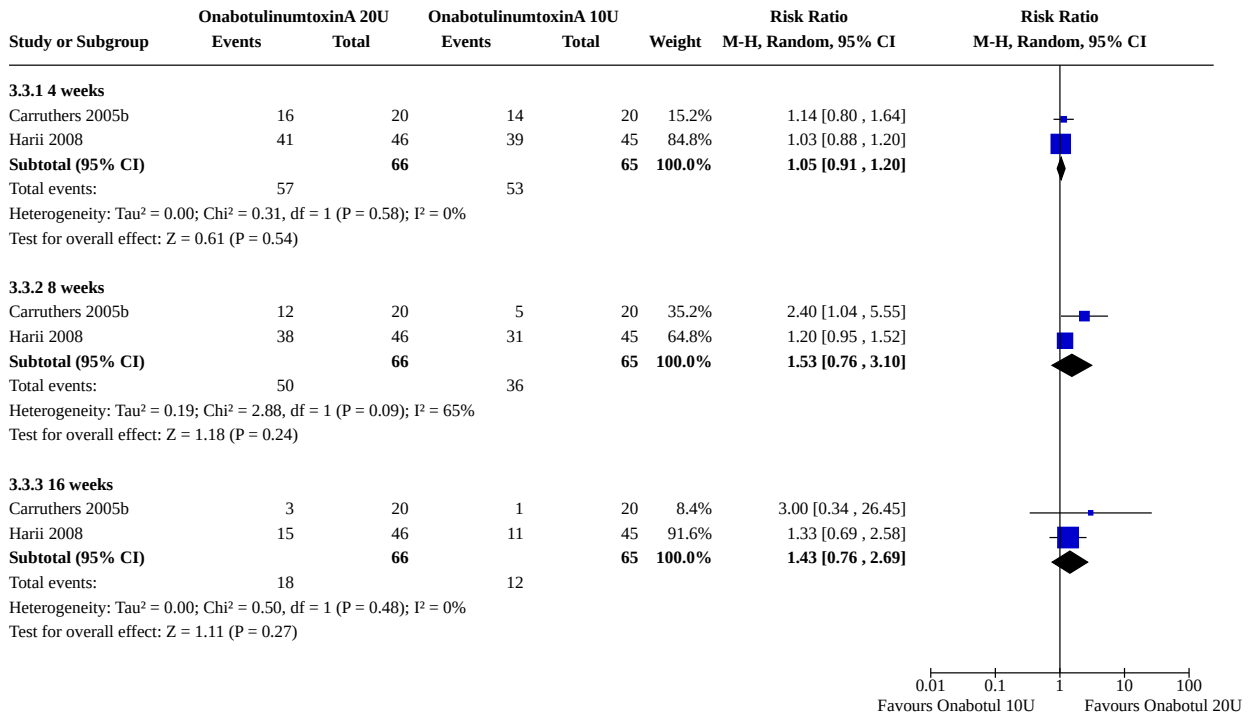 OnabotulinumtoxinA 20U OnabotulinumtoxinA 10U Risk Ratio Risk Ratio
Study or Subgroup Events Total Events Total Weight M-H, Random, 95% CI M-H, Random, 95% CI
3.3.1 4 weeks
Carruthers 2005b 16 20 14 20 15.2% 1.14 [0.80 , 1.64]
Harii 2008 41 46 39 45 84.8% 1.03 [0.88 , 1.20]
Subtotal (95% CI) 66 65 100.0% 1.05 [0.91 , 1.20]
Total events: 57 53
Heterogeneity: Tau² = 0.00; Chi² = 0.31, df = 1 (P = 0.58); I² = 0%
Test for overall effect: Z = 0.61 (P = 0.54)
3.3.2 8 weeks
Carruthers 2005b 12 20 5 20 35.2% 2.40 [1.04 , 5.55]
Harii 2008 38 46 31 45 64.8% 1.20 [0.95 , 1.52]
Subtotal (95% CI) 66 65 100.0% 1.53 [0.76 , 3.10]
Total events: 50 36
Heterogeneity: Tau² = 0.19; Chi² = 2.88, df = 1 (P = 0.09); I² = 65%
Test for overall effect: Z = 1.18 (P = 0.24)
3.3.3 16 weeks
Carruthers 2005b 3 20 1 20 8.4% 3.00 [0.34 , 26.45]
Harii 2008 15 46 11 45 91.6% 1.33 [0.69 , 2.58]
Subtotal (95% CI) 66 65 100.0% 1.43 [0.76 , 2.69]
Total events: 18 12
Heterogeneity: Tau² = 0.00; Chi² = 0.50, df = 1 (P = 0.48); I² = 0%
Test for overall effect: Z = 1.11 (P = 0.27)
0.01 0.1 1 10 100
Favours Onabotul 10U Favours Onabotul 20U